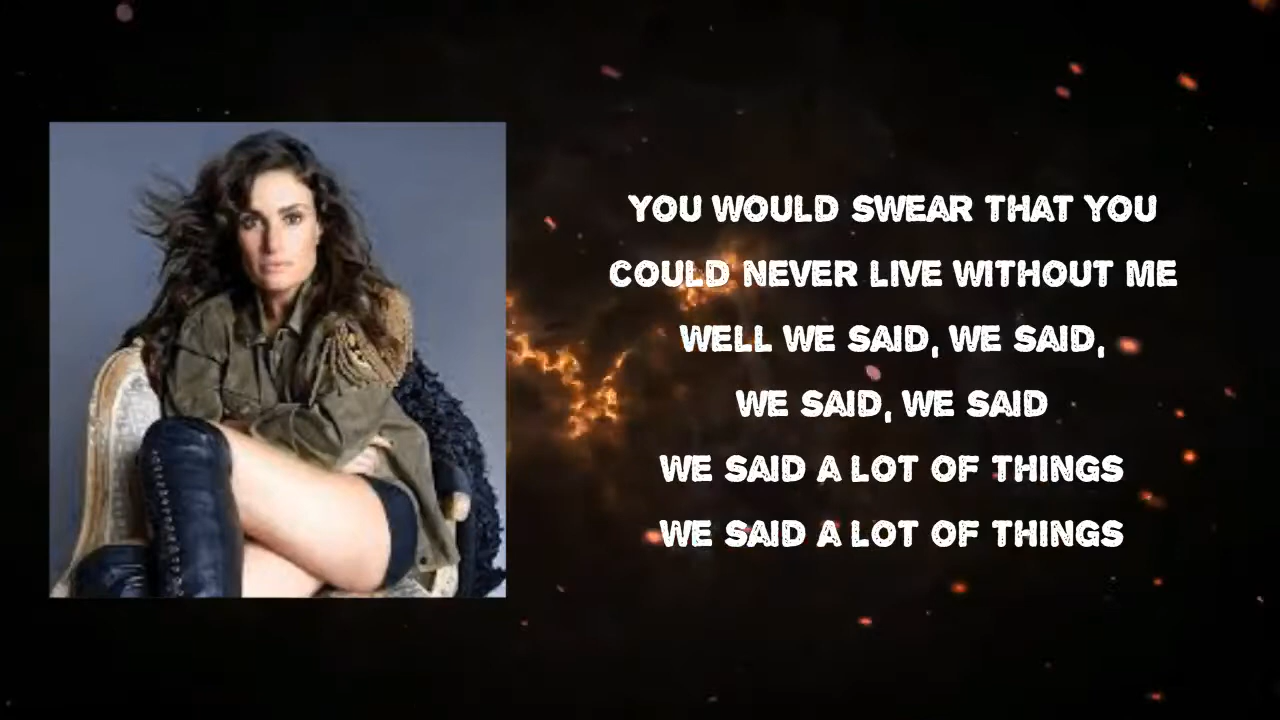 YOU WOULD SWEAR THAT YOU
COULD NEVER LIVE WITHOUT ME
WELL WE SAID, WE SAID,
WE SAID, WE SAID
WE SAID A LOT OF THINGS
WE SAID A LOT OF THINGS